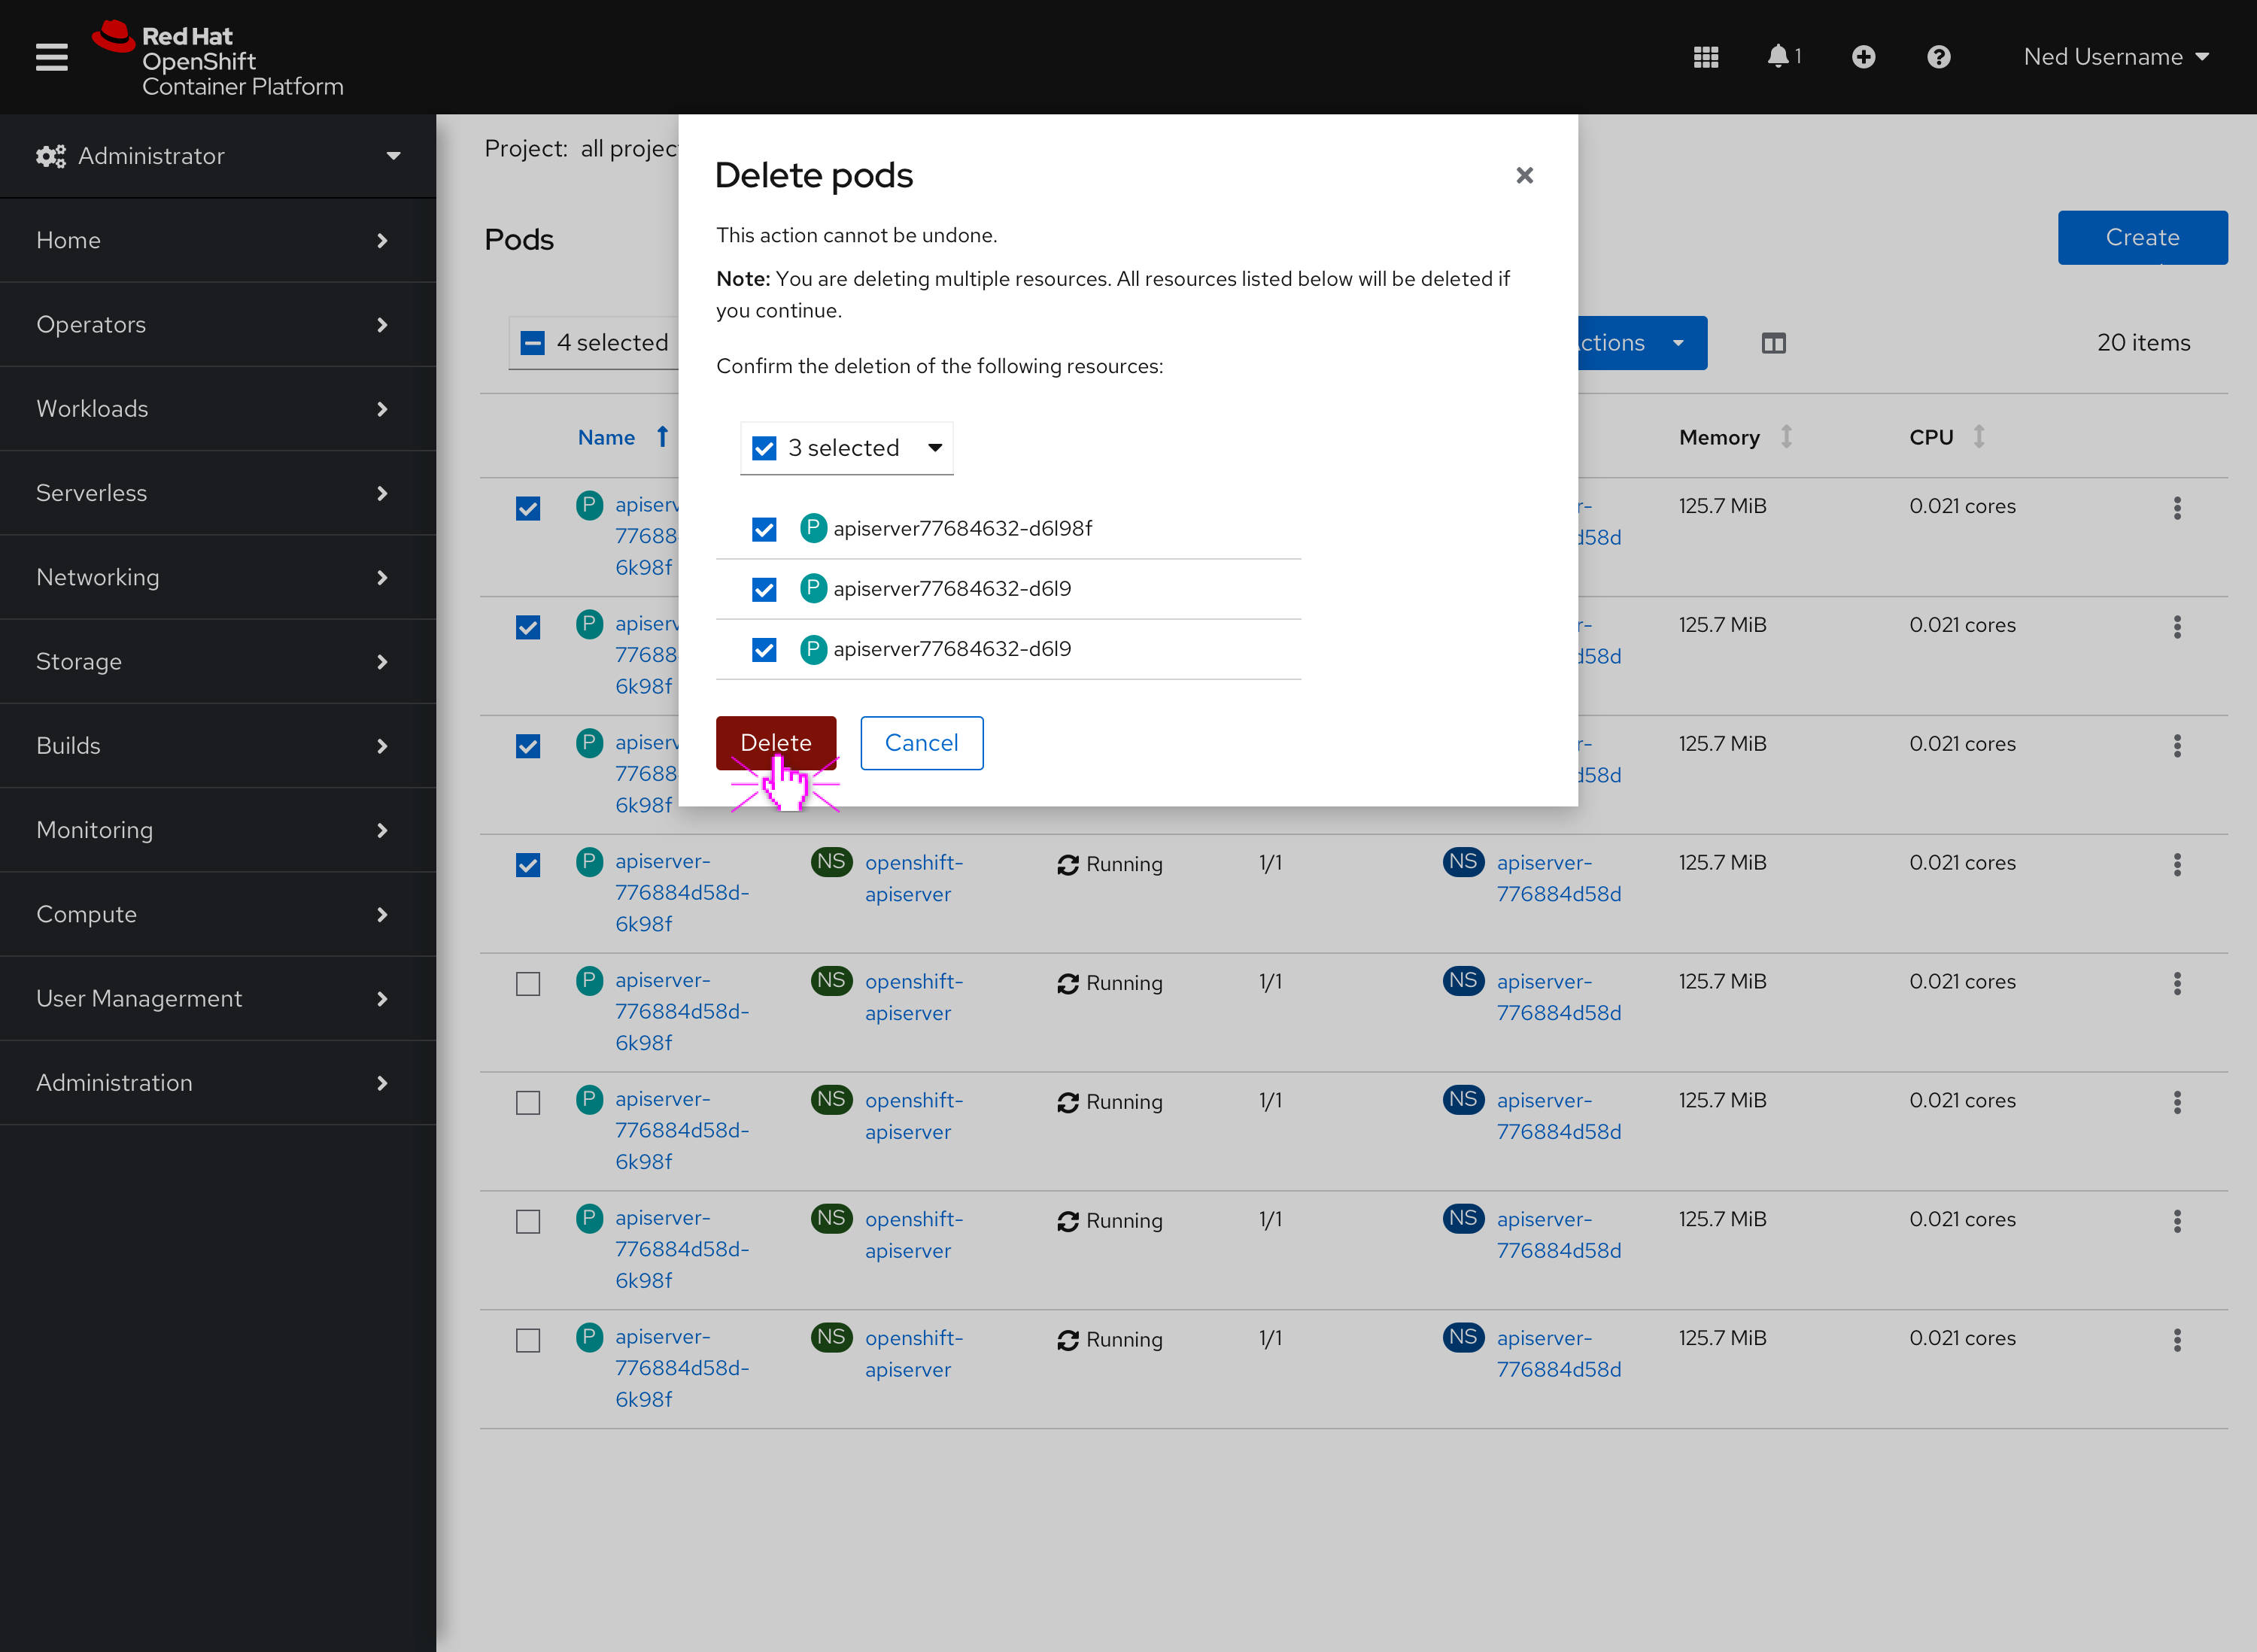 Red Hat
OpenShift
Container Platform
1
Ned Username
Administrator
Home
Operators
Workloads
Serverless
Networking
Storage
Builds
Monitoring
Compute
User Managerment
Administration
Project: all projec
Pods
Create
4 selected
ctions
20 items
Name
Memory
CPU
Delete pods
This action cannot be undone.
Note: You are deleting multiple resources. All resources listed below will be deleted if
you continue.
Confirm the deletion of the following resources:
3 selected
P apiserver77684632-d6l98f
P apiserver77684632-d6l9
P apiserver77684632-d6l9
Delete
Cancel
P apiserv r- 125.7 MiB 0.021 cores
77688 d58d
6k98f
P apiserv r- 125.7 MiB 0.021 cores
77688 d58d
6k98f
P apiserv r- 125.7 MiB 0.021 cores
77688 d58d
6k98f
P apiserver- NS openshift- Running 1/1 NS apiserver- 125.7 MiB 0.021 cores
776884d58d- apiserver 776884d58d
6k98f
P apiserver- NS openshift- Running 1/1 NS apiserver- 125.7 MiB 0.021 cores
776884d58d- apiserver 776884d58d
6k98f
P apiserver- NS openshift- Running 1/1 NS apiserver- 125.7 MiB 0.021 cores
776884d58d- apiserver 776884d58d
6k98f
P apiserver- NS openshift- Running 1/1 NS apiserver- 125.7 MiB 0.021 cores
776884d58d- apiserver 776884d58d
6k98f
P apiserver- NS openshift- Running 1/1 NS apiserver- 125.7 MiB 0.021 cores
776884d58d- apiserver 776884d58d
6k98f